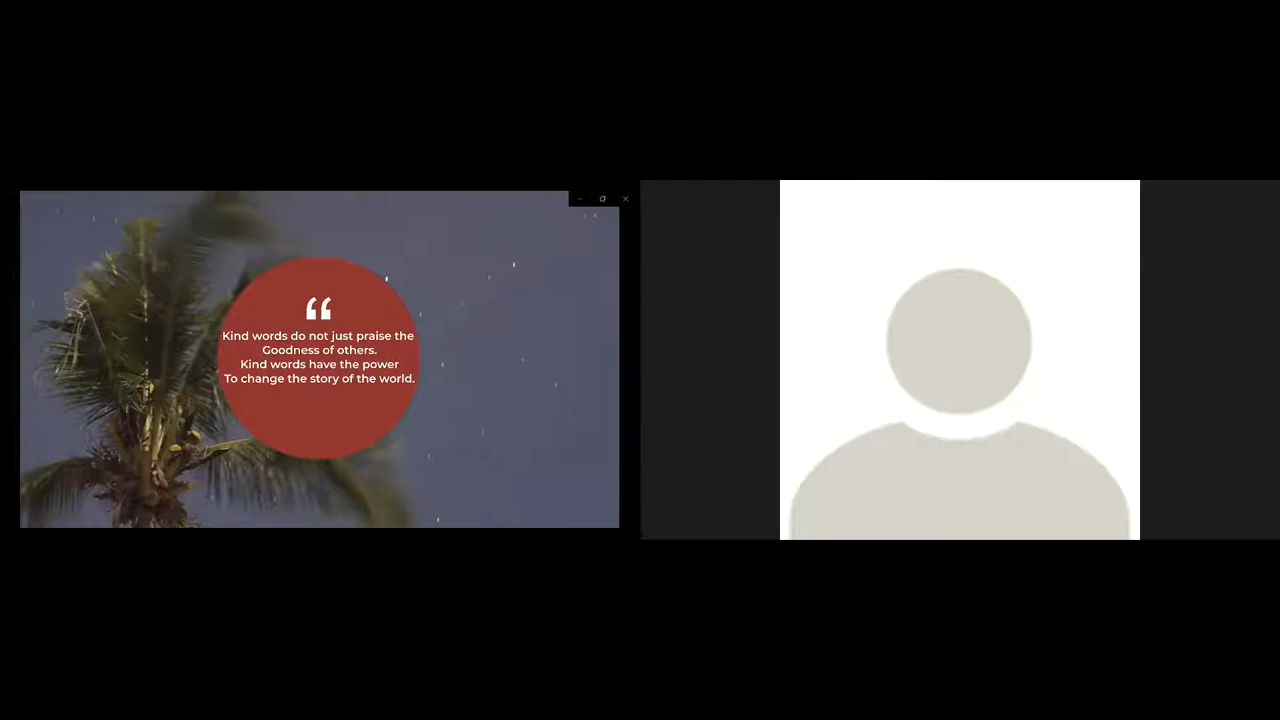 “
Kind words do not just praise the
Goodness of others.
Kind words have the power
To change the story of the world.